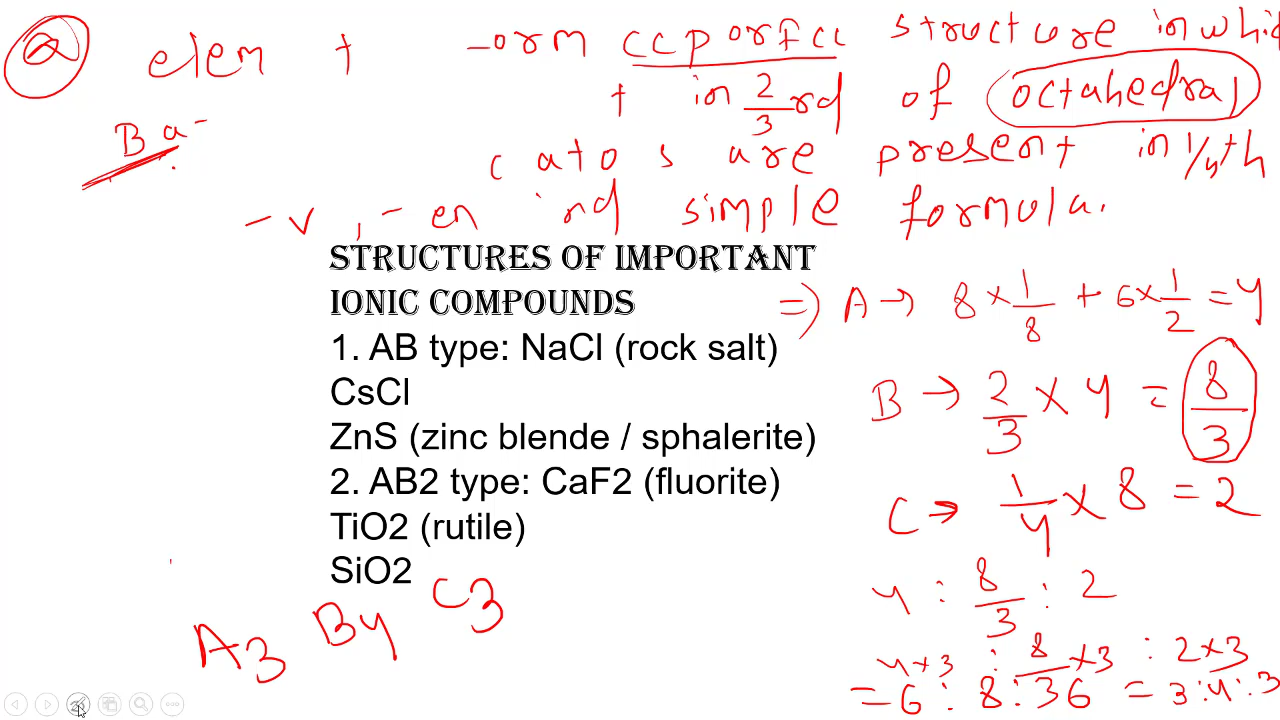 Q elem + -orm ccp or fcc structure in whic
+ in 2/3 rd of octahedral
Ba-
c atos are present in 1/4th
-v, -en ind simple formula.
STRUCTURES OF IMPORTANT
IONIC COMPOUNDS
1. AB type: NaCl (rock salt)
CsCl
ZnS (zinc blende / sphalerite)
2. AB2 type: CaF2 (fluorite)
TiO2 (rutile)
SiO2
A3 B4 C3
=> A → 8 × 1/8 + 6 × 1/2 = 4
B → 2/3 × 4 = 8/3
C → 1/4 × 8 = 2
4 : 8/3 : 2
4×3 : 8/3 ×3 : 2×3
= 6 : 8 : 36 = 3:4:3